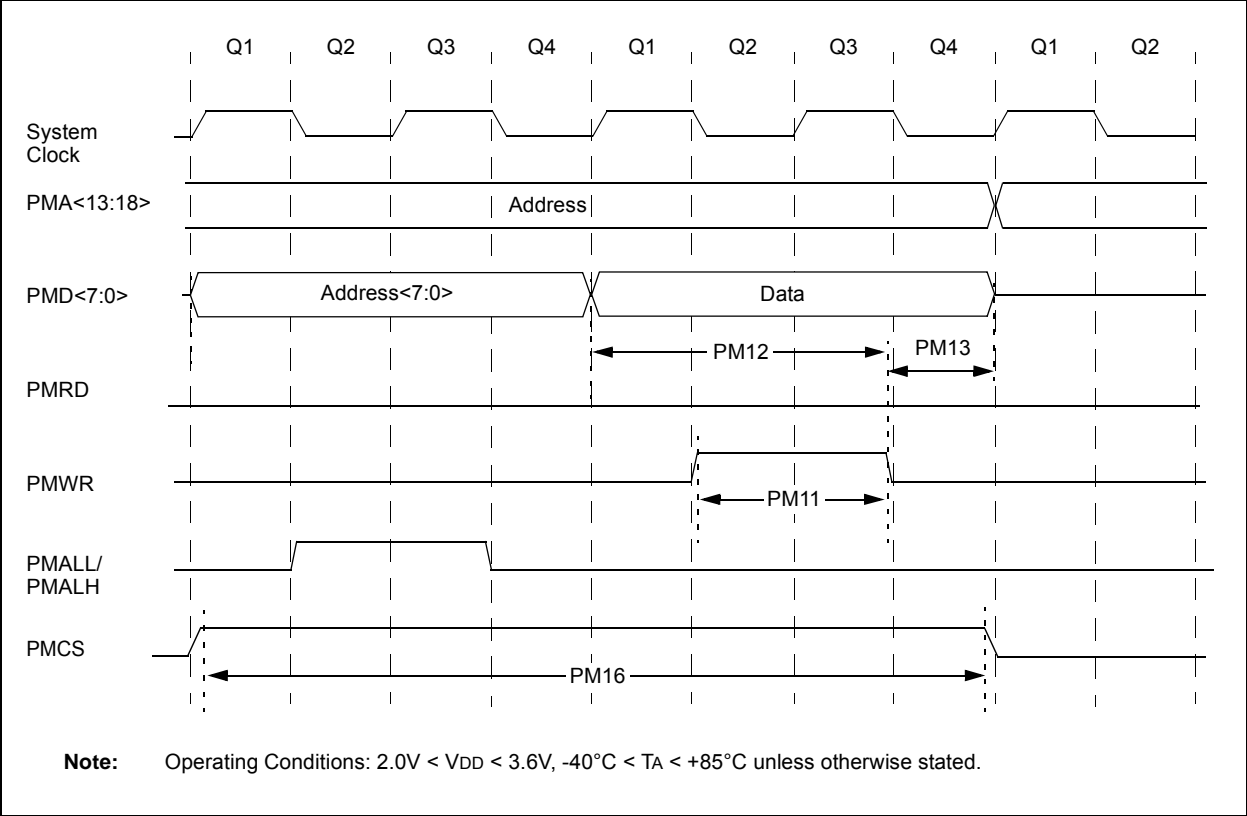 Q1 Q2 Q3 Q4 Q1 Q2 Q3 Q4 Q1 Q2
System
Clock
PMA<13:18>
Address
PMD<7:0>
Address<7:0>
Data
PM12
PM13
PMRD
PMWR
PM11
PMALL/
PMALH
PMCS
PM16
Note: Operating Conditions: 2.0V < VDD < 3.6V, -40°C < TA < +85°C unless otherwise stated.